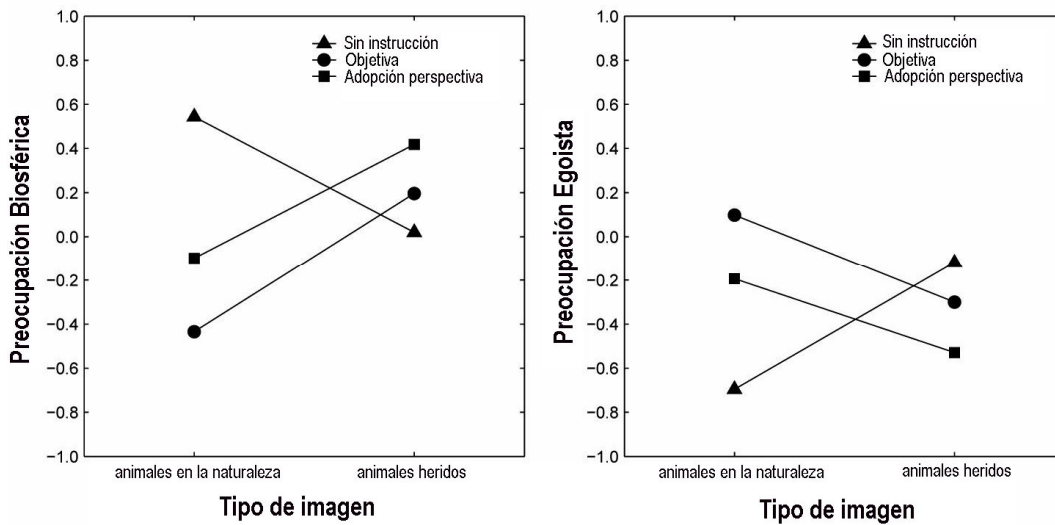 Preocupación Biosférica
1.0
0.8
0.6
0.4
0.2
0.0
−0.2
−0.4
−0.6
−0.8
−1.0
Sin instrucción
Objetiva
Adopción perspectiva
animales en la naturaleza
animales heridos
Tipo de imagen
Preocupación Egoista
1.0
0.8
0.6
0.4
0.2
0.0
−0.2
−0.4
−0.6
−0.8
−1.0
Sin instrucción
Objetiva
Adopción perspectiva
animales en la naturaleza
animales heridos
Tipo de imagen